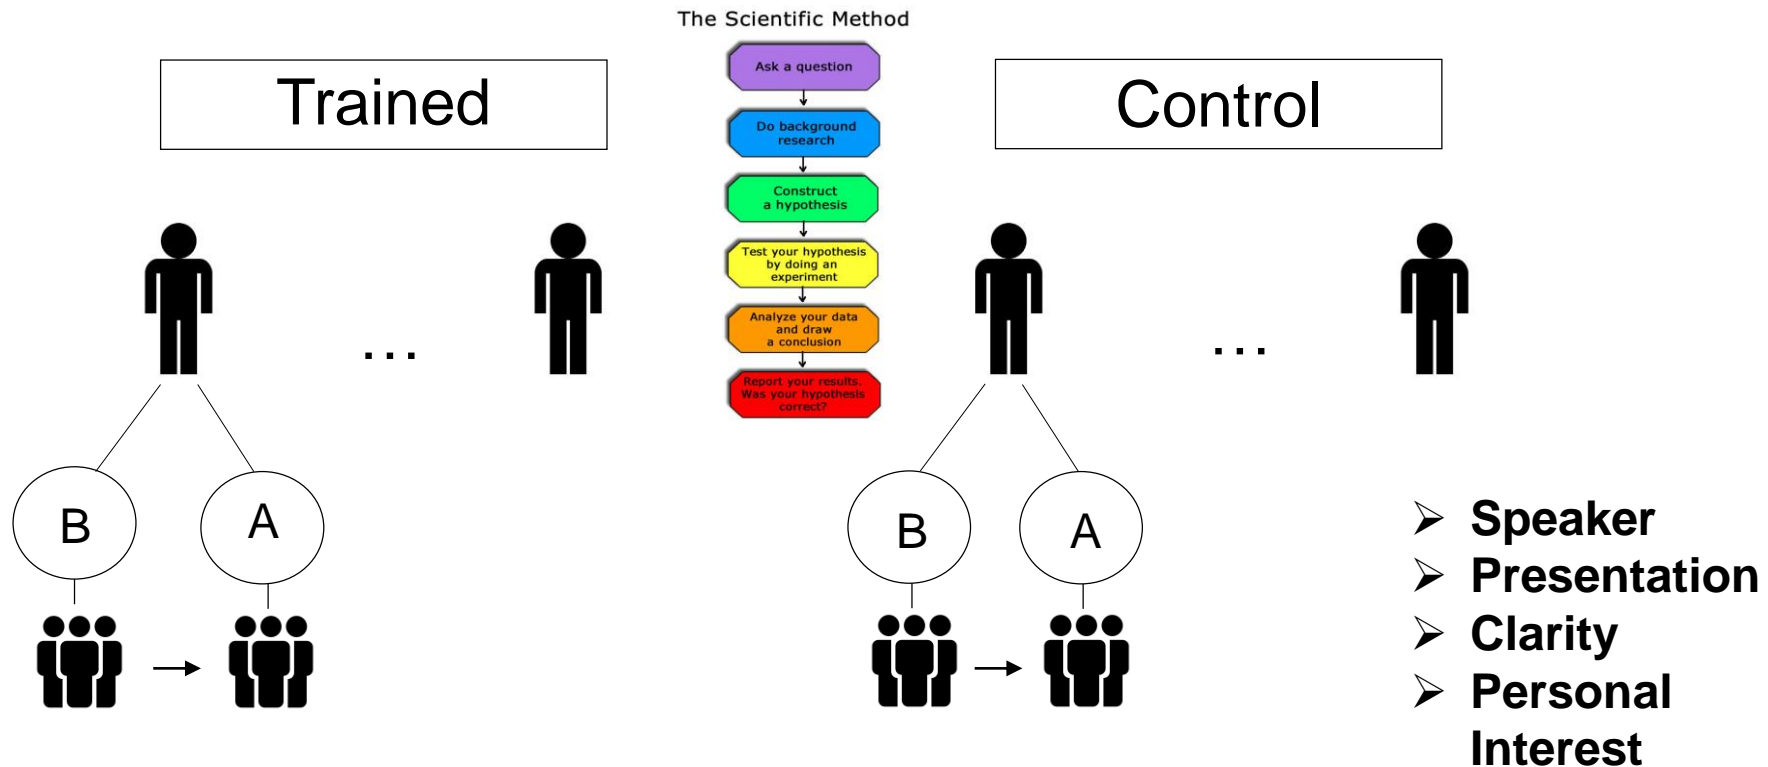 The Scientific Method
Trained
Ask a question
Do background
research
Construct
a hypothesis
Test your hypothesis
by doing an
experiment
Analyze your data
and draw
a conclusion
Report your results.
Was your hypothesis
correct?
Control
...
...
B
A
B
A
➢ Speaker
➢ Presentation
➢ Clarity
➢ Personal
Interest